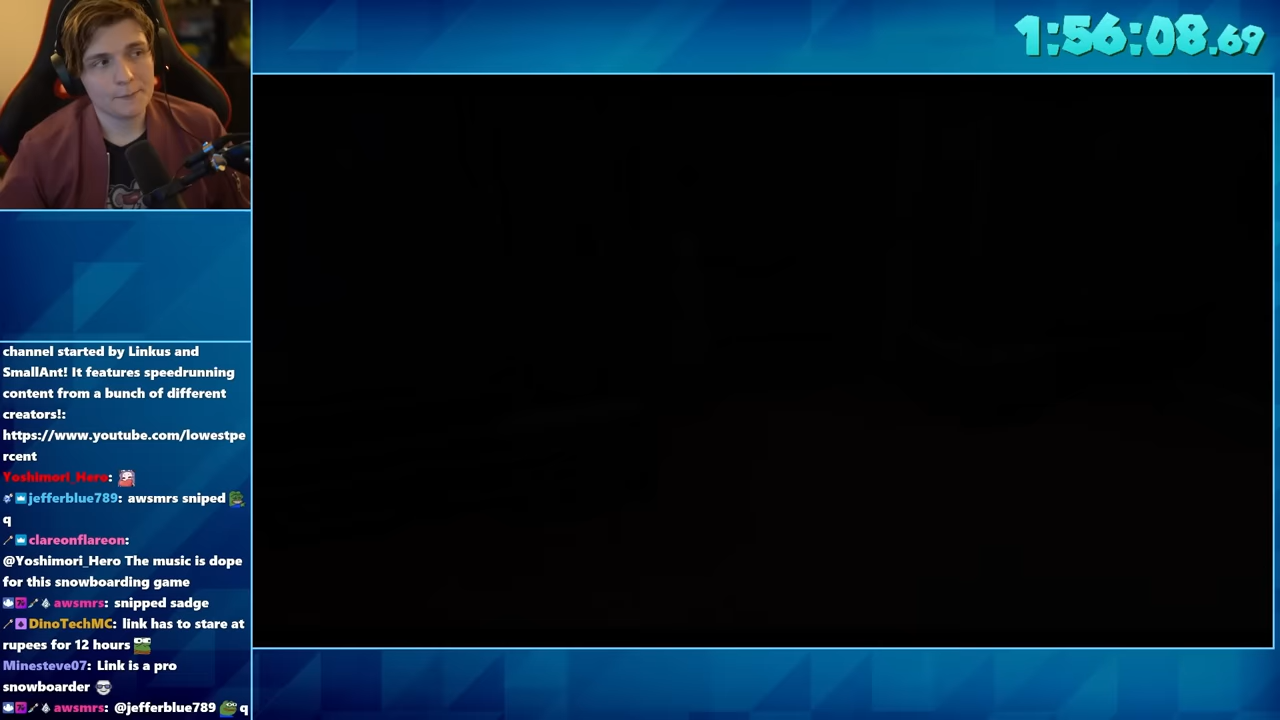 1:56:08.69
channel started by Linkus and
SmallAnt! It features speedrunning
content from a bunch of different
creators!:
https://www.youtube.com/lowestpe
rcent
Yoshimori_Hero:
jefferblue789: awsmrs sniped
q
clareonflareon:
@Yoshimori_Hero The music is dope
for this snowboarding game
awsmrs: snipped sadge
DinoTechMC: link has to stare at
rupees for 12 hours
Minesteve07: Link is a pro
snowboarder
awsmrs: @jefferblue789 q